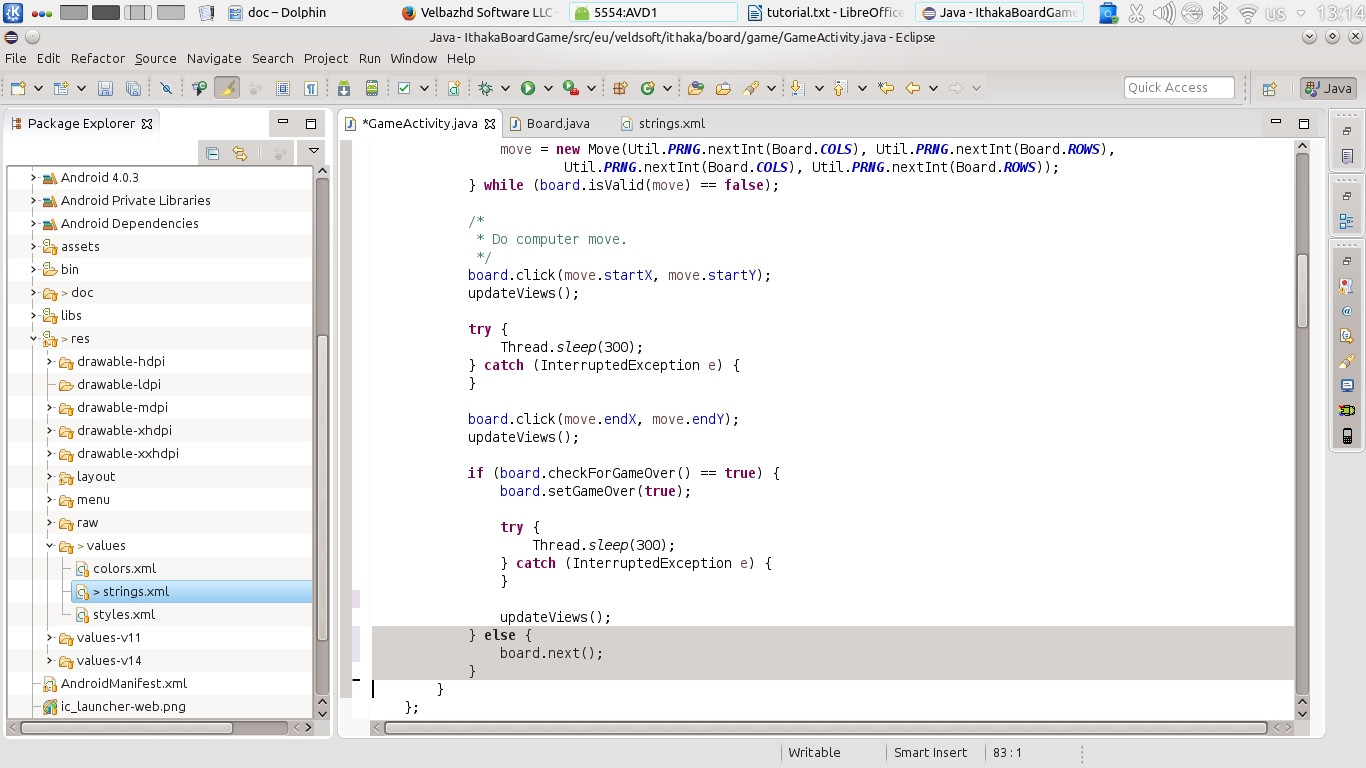 doc – Dolphin
Velbazhd Software LLC
5554:AVD1
tutorial.txt - LibreOffice
Java - IthakaBoardGame
us
13:14
Java - IthakaBoardGame/src/eu/veldsoft/ithaka/board/game/GameActivity.java - Eclipse
File Edit Refactor Source Navigate Search Project Run Window Help
Quick Access
Java
Package Explorer
*GameActivity.java
Board.java
strings.xml
Android 4.0.3
Android Private Libraries
Android Dependencies
assets
bin
> doc
libs
> res
drawable-hdpi
drawable-ldpi
drawable-mdpi
drawable-xhdpi
drawable-xxhdpi
layout
menu
raw
> values
colors.xml
> strings.xml
styles.xml
values-v11
values-v14
AndroidManifest.xml
ic_launcher-web.png
move = new Move(Util.PRNG.nextInt(Board.COLS), Util.PRNG.nextInt(Board.ROWS),
Util.PRNG.nextInt(Board.COLS), Util.PRNG.nextInt(Board.ROWS));
} while (board.isValid(move) == false);
/*
* Do computer move.
*/
board.click(move.startX, move.startY);
updateViews();
try {
Thread.sleep(300);
} catch (InterruptedException e) {
}
board.click(move.endX, move.endY);
updateViews();
if (board.checkForGameOver() == true) {
board.setGameOver(true);
try {
Thread.sleep(300);
} catch (InterruptedException e) {
}
updateViews();
} else {
board.next();
}
}
};
Writable
Smart Insert
83 : 1